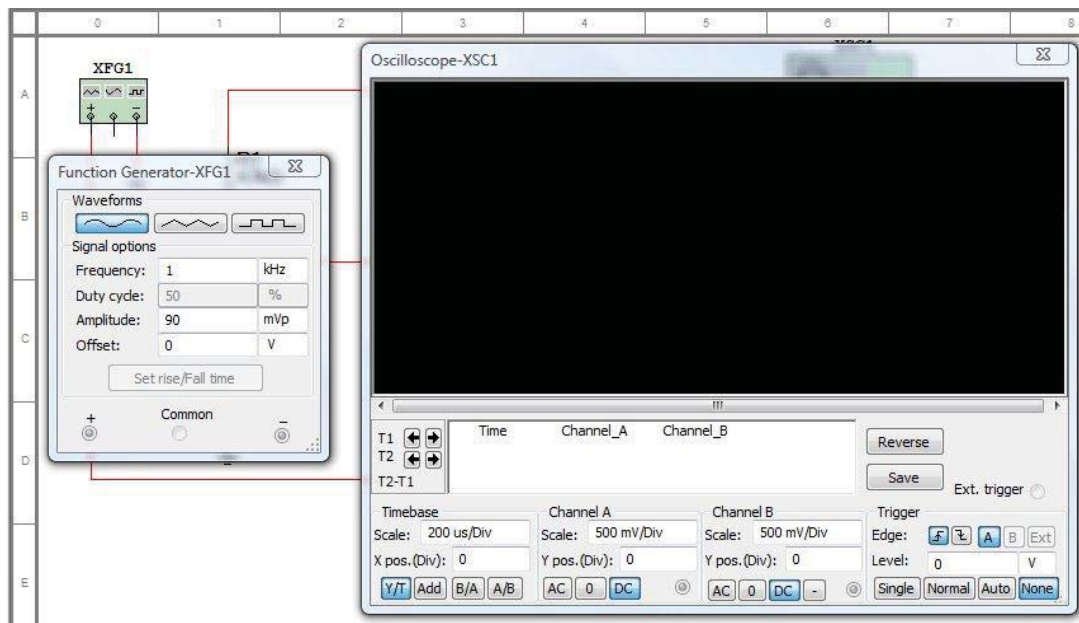 0 1 2 3 4 5 6 7 8
A
B
C
D
E
XFG1
Function Generator-XFG1
Waveforms
Signal options
Frequency: 1 kHz
Duty cycle: 50 %
Amplitude: 90 mVp
Offset: 0 V
Set rise/Fall time
+ Common −
Oscilloscope-XSC1
Time Channel_A Channel_B
T1
T2
T2-T1
Reverse
Save
Ext. trigger
Timebase
Scale: 200 us/Div
X pos.(Div): 0
Y/T Add B/A A/B
Channel A
Scale: 500 mV/Div
Y pos.(Div): 0
AC 0 DC
Channel B
Scale: 500 mV/Div
Y pos.(Div): 0
AC 0 DC -
Trigger
Edge: A B Ext
Level: 0 V
Single Normal Auto None